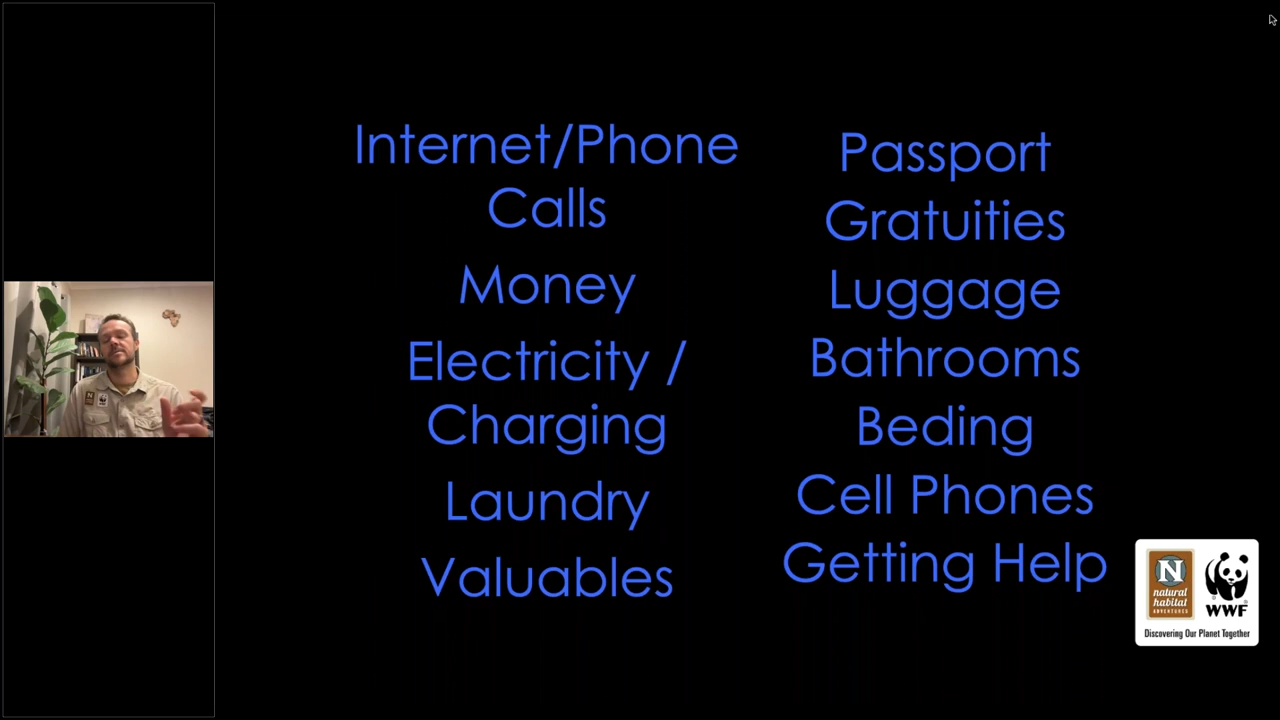 Internet/Phone
Calls
Money
Electricity /
Charging
Laundry
Valuables
Passport
Gratuities
Luggage
Bathrooms
Beding
Cell Phones
Getting Help
N
natural
habitat
ADVENTURES
WWF
Discovering Our Planet Together